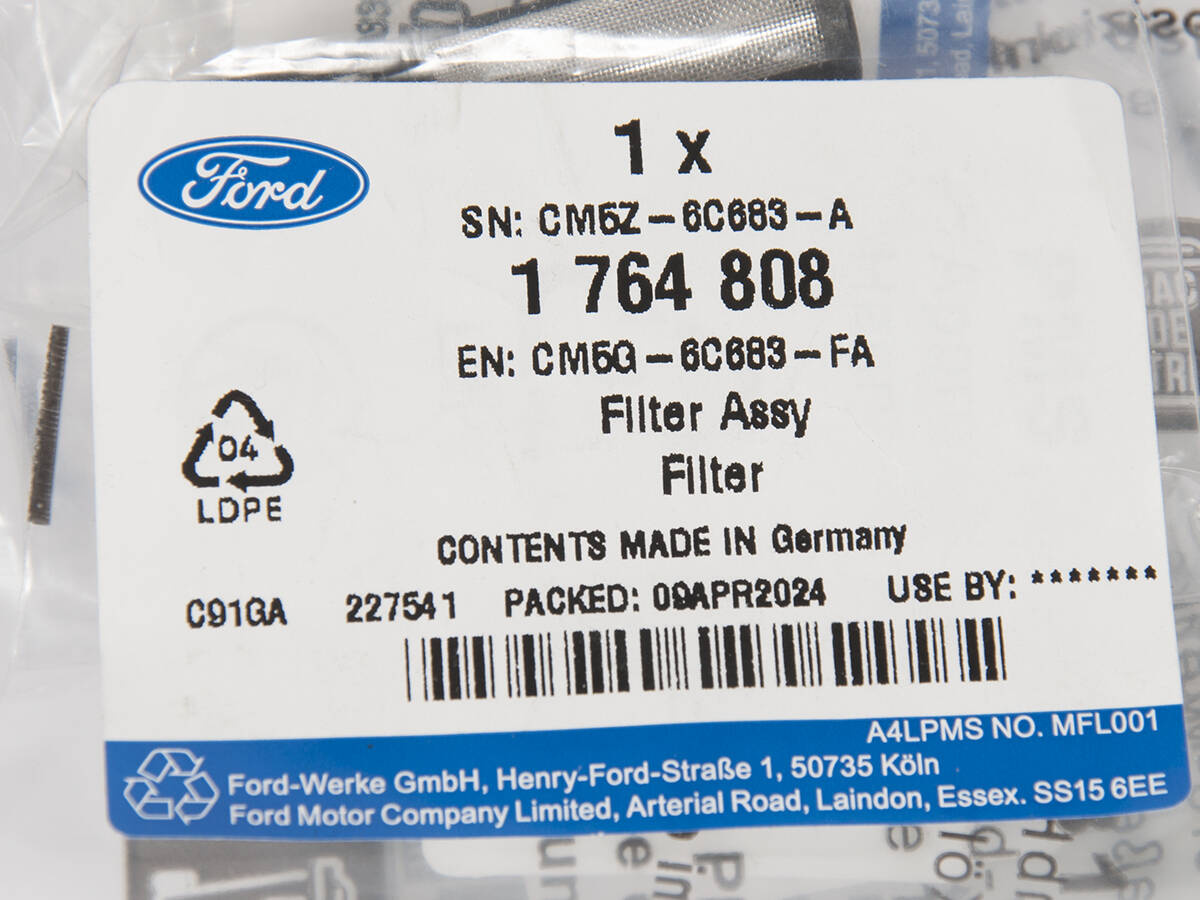 Ford
1 x
SN: CM5Z-6C683-A
1 764 808
EN: CM5G-6C683-FA
Filter Assy
Filter
04
LDPE
CONTENTS MADE IN Germany
C91GA 227541 PACKED: 09APR2024 USE BY: *******
A4LPMS NO. MFL001
Ford-Werke GmbH, Henry-Ford-Straße 1, 50735 Köln
Ford Motor Company Limited, Arterial Road, Laindon, Essex. SS15 6EE